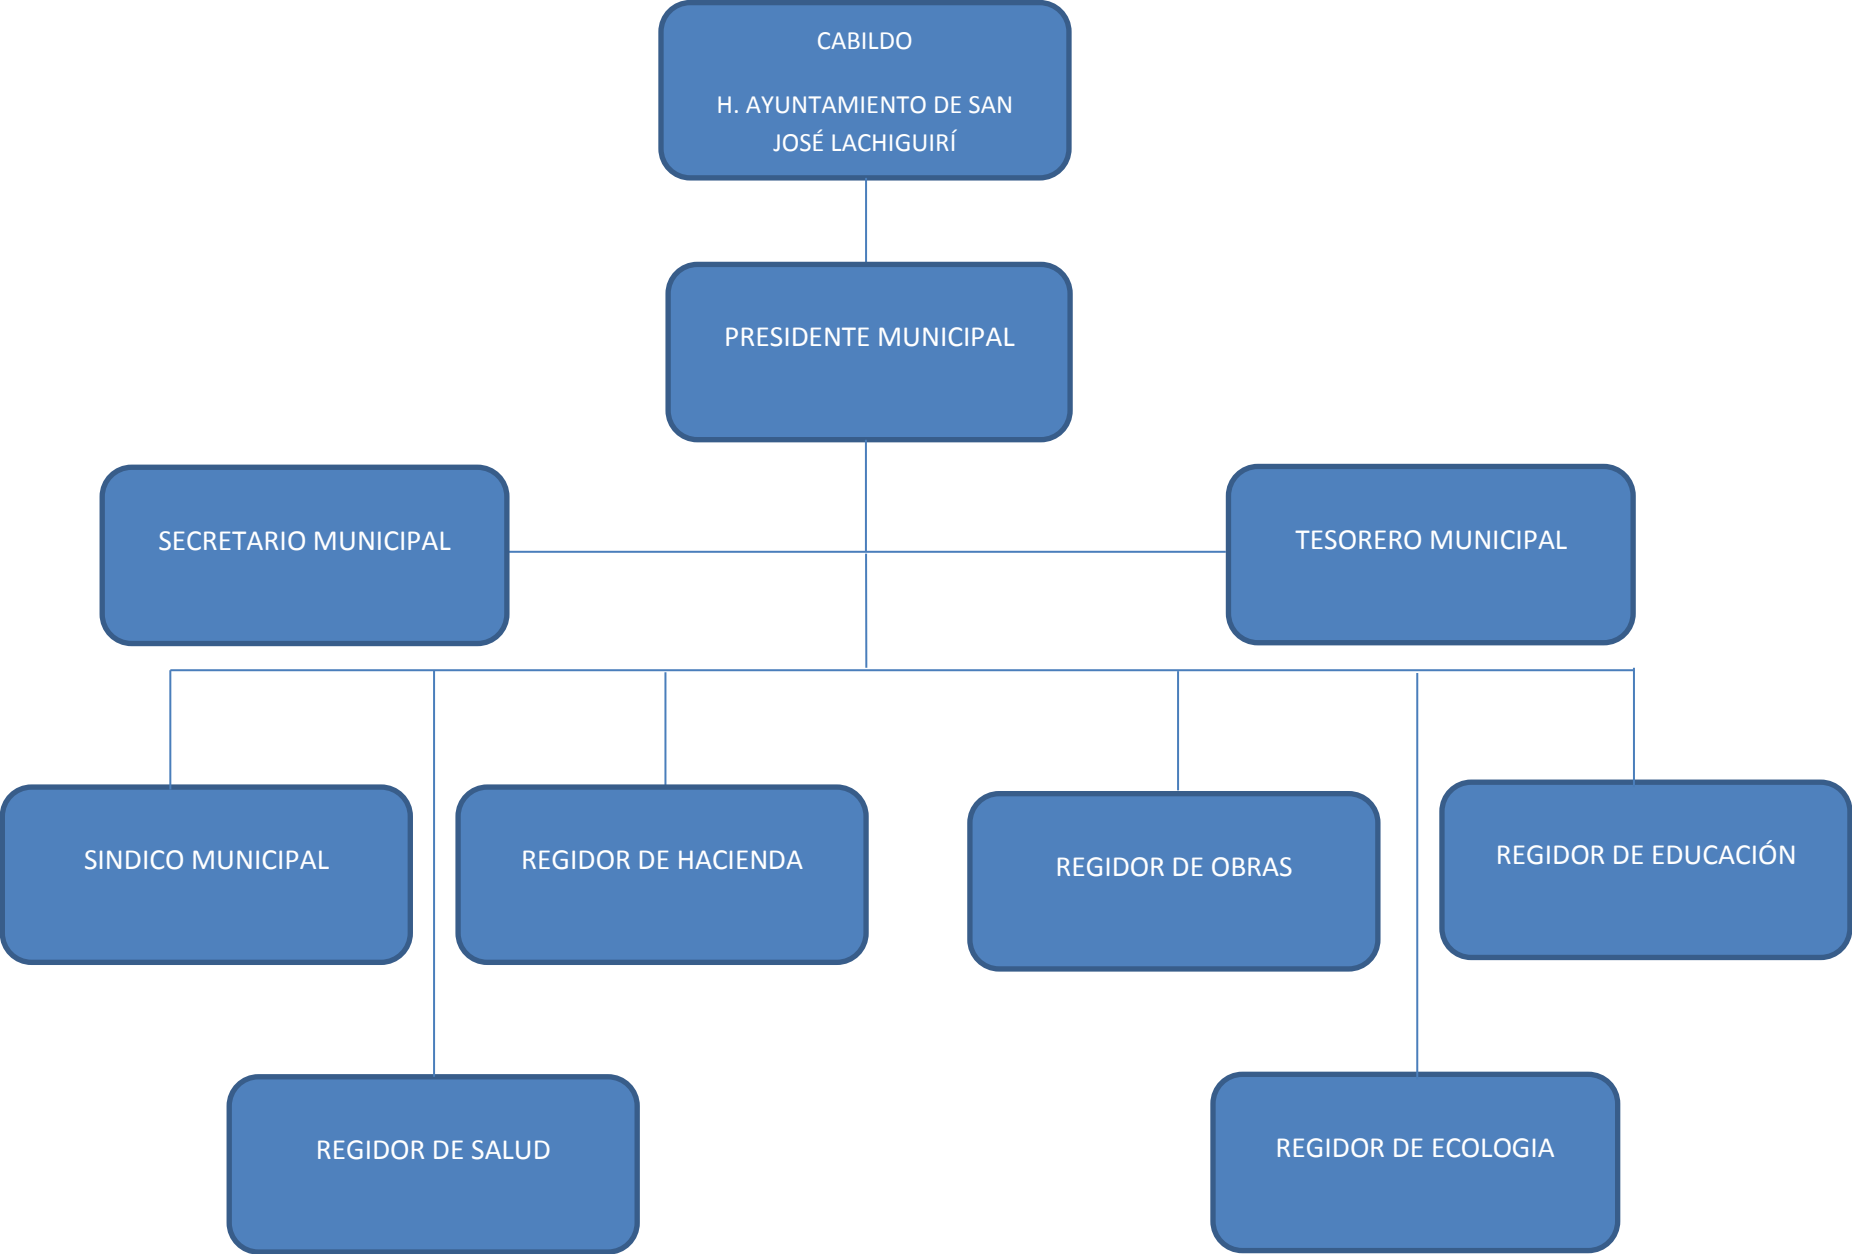 CABILDO
H. AYUNTAMIENTO DE SAN
JOSÉ LACHIGUIRÍ
PRESIDENTE MUNICIPAL
SECRETARIO MUNICIPAL
TESORERO MUNICIPAL
SINDICO MUNICIPAL
REGIDOR DE HACIENDA
REGIDOR DE OBRAS
REGIDOR DE EDUCACIÓN
REGIDOR DE SALUD
REGIDOR DE ECOLOGIA